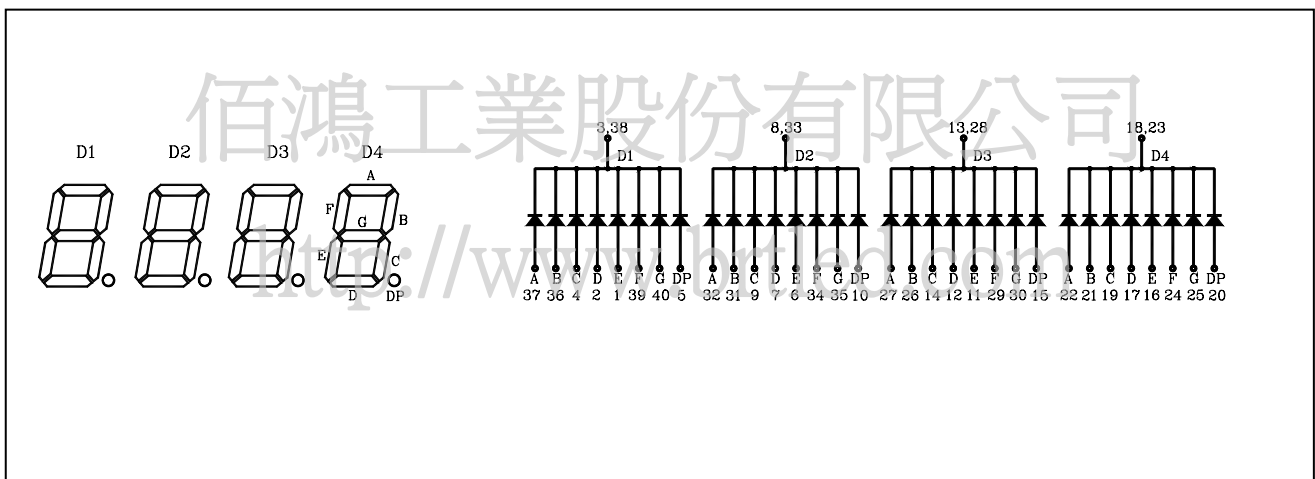 佰鴻工業股份有限公司
http://www.brtled.com
D1 D2 D3 D4
A
F B
G
E C
D DP
3,38 8,33 13,28 18,23
D1 D2 D3 D4
A B C D E F G DP A B C D E F G DP A B C D E F G DP A B C D E F G DP
37 36 4 2 1 39 40 5 32 31 9 7 6 34 35 10 27 26 14 12 11 29 30 15 22 21 19 17 16 24 25 20